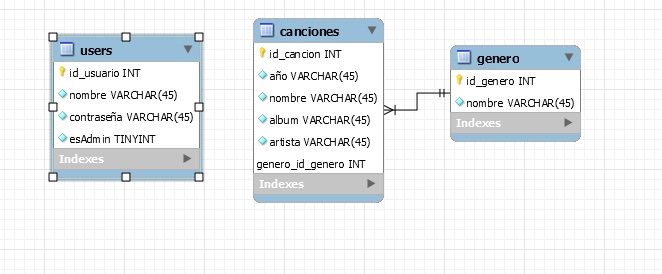 users
id_usuario INT
nombre VARCHAR(45)
contraseña VARCHAR(45)
esAdmin TINYINT
Indexes
canciones
id_cancion INT
año VARCHAR(45)
nombre VARCHAR(45)
album VARCHAR(45)
artista VARCHAR(45)
genero_id_genero INT
Indexes
genero
id_genero INT
nombre VARCHAR(45)
Indexes